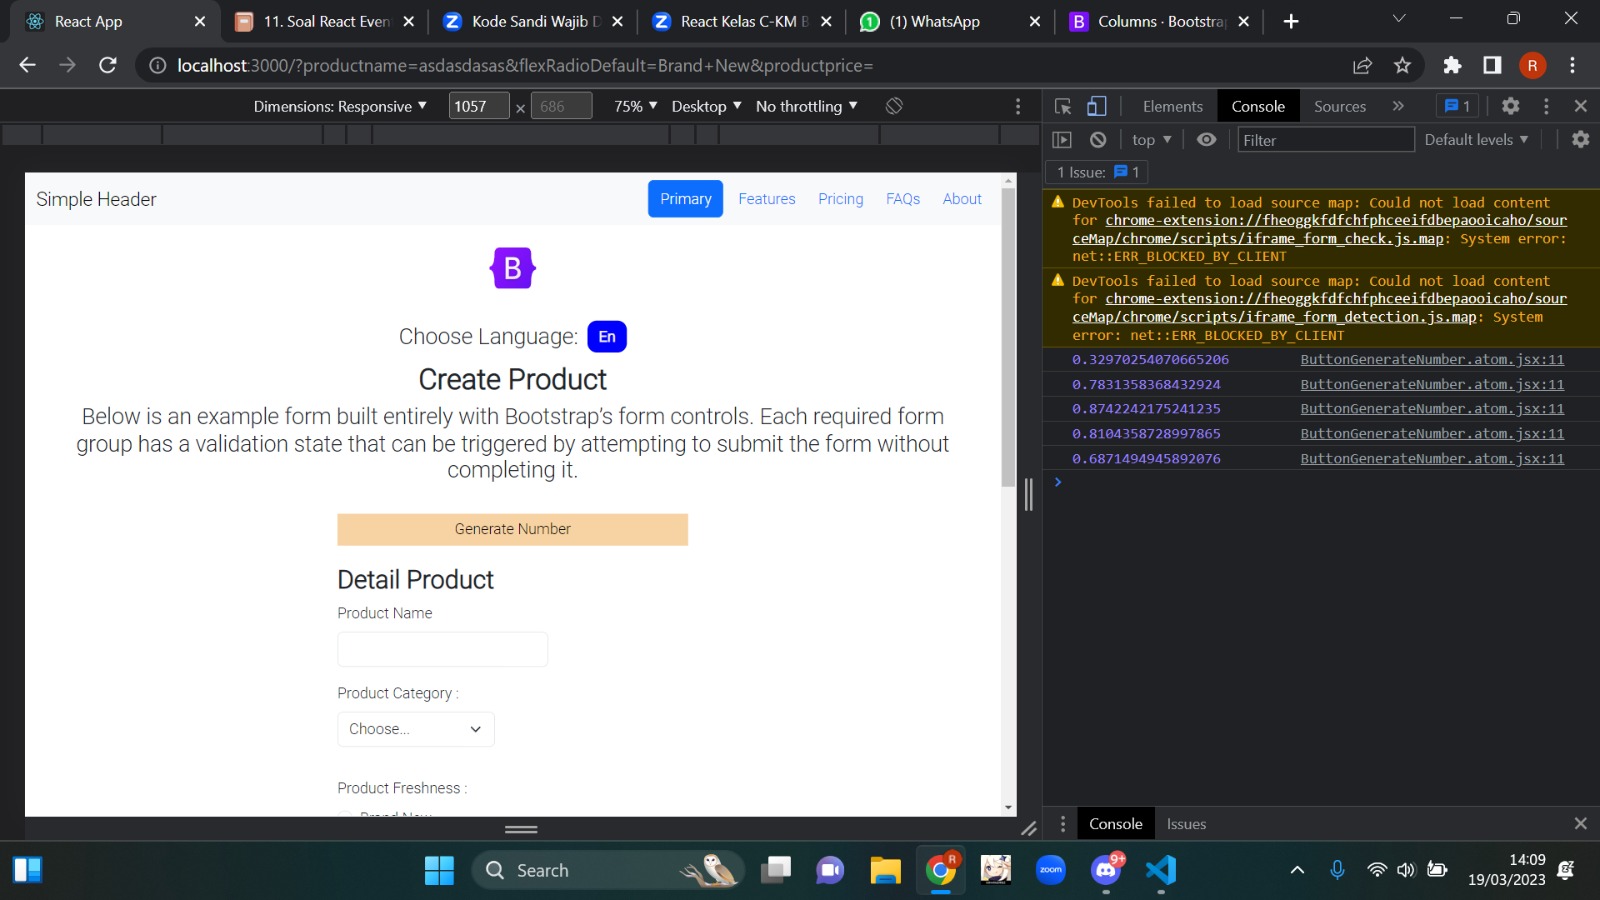 React App
11. Soal React Even
Kode Sandi Wajib D
React Kelas C-KM B
(1) WhatsApp
Columns · Bootstra
localhost:3000/?productname=asdasdasas&flexRadioDefault=Brand+New&productprice=
R
Dimensions: Responsive
1057
×
686
75%
Desktop
No throttling
Elements
Console
Sources
1
top
Filter
Default levels
1 Issue:
1
Simple Header
Primary
Features
Pricing
FAQs
About
B
Choose Language:
En
Create Product
Below is an example form built entirely with Bootstrap’s form controls. Each required form
group has a validation state that can be triggered by attempting to submit the form without
completing it.
Generate Number
Detail Product
Product Name
Product Category :
Choose...
Product Freshness :
Brand New
DevTools failed to load source map: Could not load content
for chrome-extension://fheoggkfdfchfphceeifdbepaooicaho/sour
ceMap/chrome/scripts/iframe_form_check.js.map: System error:
net::ERR_BLOCKED_BY_CLIENT
DevTools failed to load source map: Could not load content
for chrome-extension://fheoggkfdfchfphceeifdbepaooicaho/sour
ceMap/chrome/scripts/iframe_form_detection.js.map: System
error: net::ERR_BLOCKED_BY_CLIENT
0.32970254070665206 ButtonGenerateNumber.atom.jsx:11
0.7831358368432924 ButtonGenerateNumber.atom.jsx:11
0.8742242175241235 ButtonGenerateNumber.atom.jsx:11
0.8104358728997865 ButtonGenerateNumber.atom.jsx:11
0.6871494945892076 ButtonGenerateNumber.atom.jsx:11
Console
Issues
Search
R
zoom
9+
14:09
19/03/2023